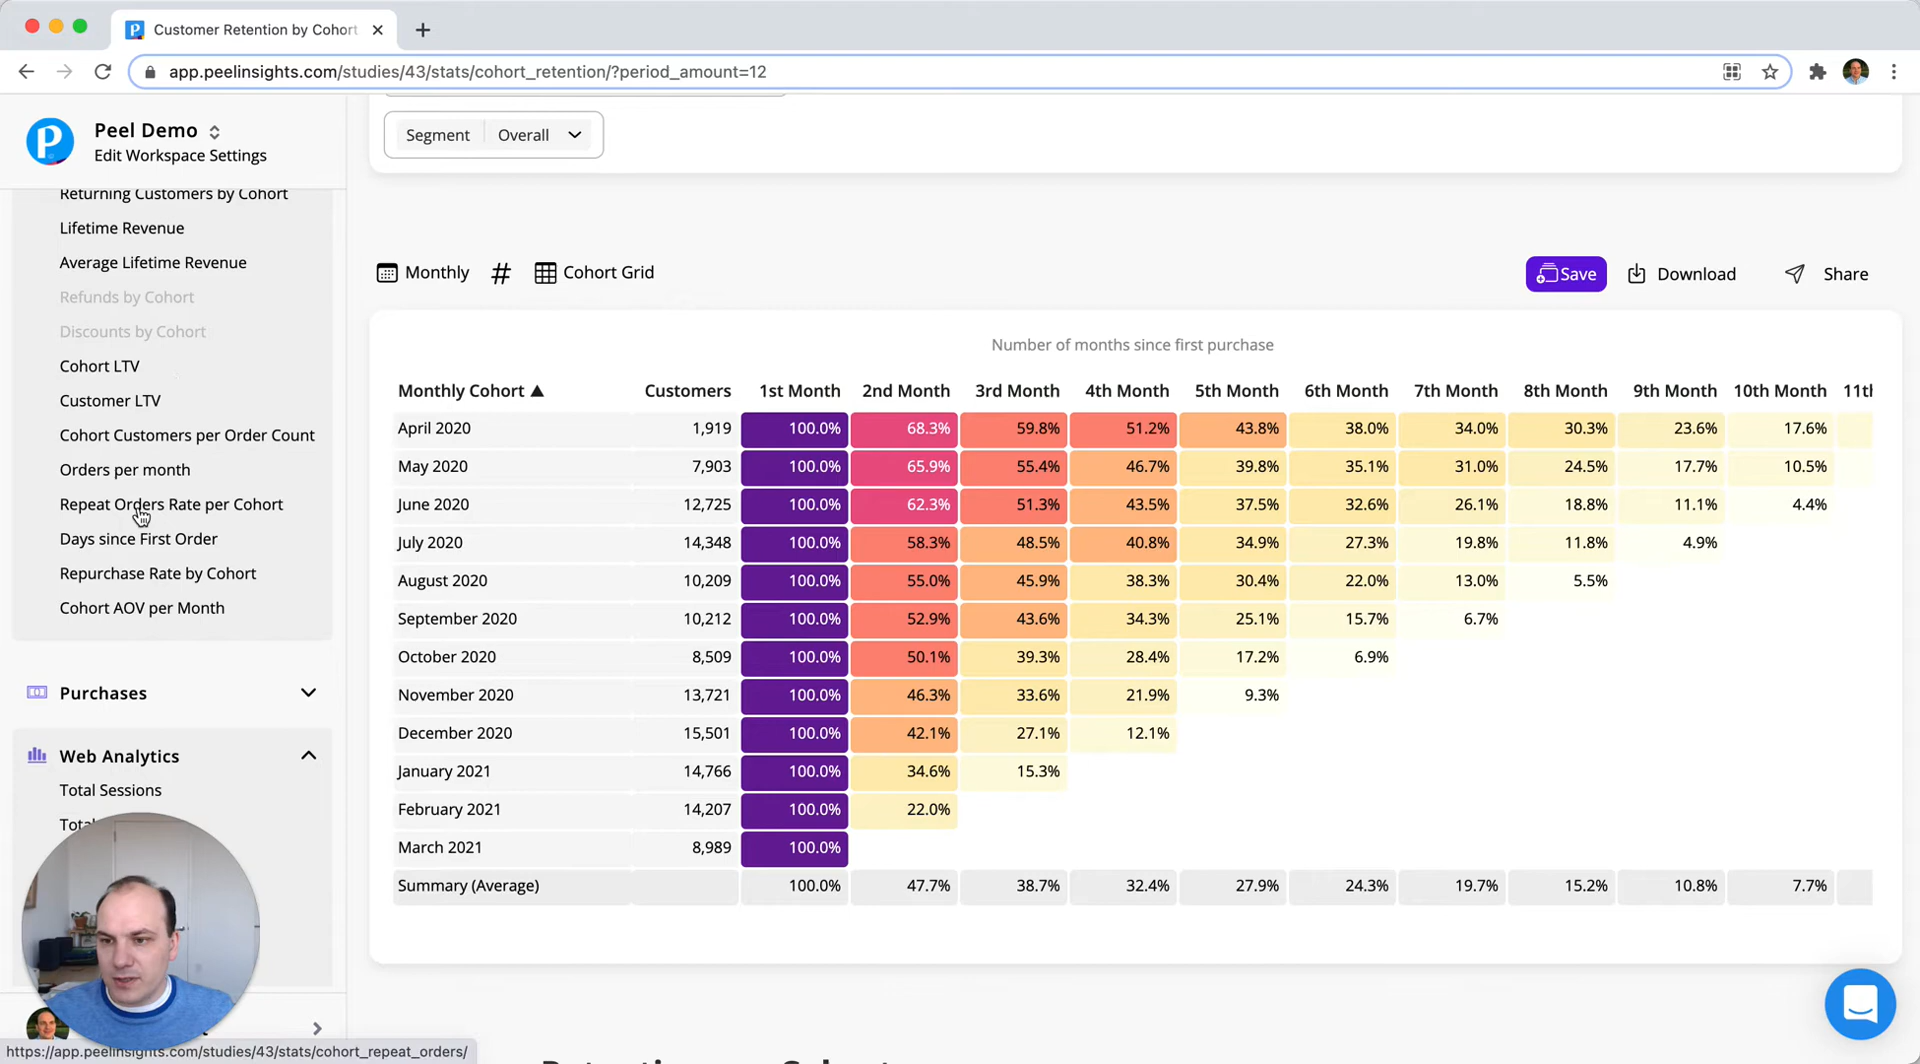 Customer Retention by Cohort
app.peelinsights.com/studies/43/stats/cohort_retention/?period_amount=12
P
Peel Demo
Edit Workspace Settings
Returning Customers by Cohort
Lifetime Revenue
Average Lifetime Revenue
Refunds by Cohort
Discounts by Cohort
Cohort LTV
Customer LTV
Cohort Customers per Order Count
Orders per month
Repeat Orders Rate per Cohort
Days since First Order
Repurchase Rate by Cohort
Cohort AOV per Month
Purchases
Web Analytics
Total Sessions
https://app.peelinsights.com/studies/43/stats/cohort_repeat_orders/
Segment Overall
Monthly # Cohort Grid Save Download Share
Number of months since first purchase
Monthly Cohort ▲ Customers 1st Month 2nd Month 3rd Month 4th Month 5th Month 6th Month 7th Month 8th Month 9th Month 10th Month 11th
April 2020 1,919 100.0% 68.3% 59.8% 51.2% 43.8% 38.0% 34.0% 30.3% 23.6% 17.6%
May 2020 7,903 100.0% 65.9% 55.4% 46.7% 39.8% 35.1% 31.0% 24.5% 17.7% 10.5%
June 2020 12,725 100.0% 62.3% 51.3% 43.5% 37.5% 32.6% 26.1% 18.8% 11.1% 4.4%
July 2020 14,348 100.0% 58.3% 48.5% 40.8% 34.9% 27.3% 19.8% 11.8% 4.9%
August 2020 10,209 100.0% 55.0% 45.9% 38.3% 30.4% 22.0% 13.0% 5.5%
September 2020 10,212 100.0% 52.9% 43.6% 34.3% 25.1% 15.7% 6.7%
October 2020 8,509 100.0% 50.1% 39.3% 28.4% 17.2% 6.9%
November 2020 13,721 100.0% 46.3% 33.6% 21.9% 9.3%
December 2020 15,501 100.0% 42.1% 27.1% 12.1%
January 2021 14,766 100.0% 34.6% 15.3%
February 2021 14,207 100.0% 22.0%
March 2021 8,989 100.0%
Summary (Average) 100.0% 47.7% 38.7% 32.4% 27.9% 24.3% 19.7% 15.2% 10.8% 7.7%